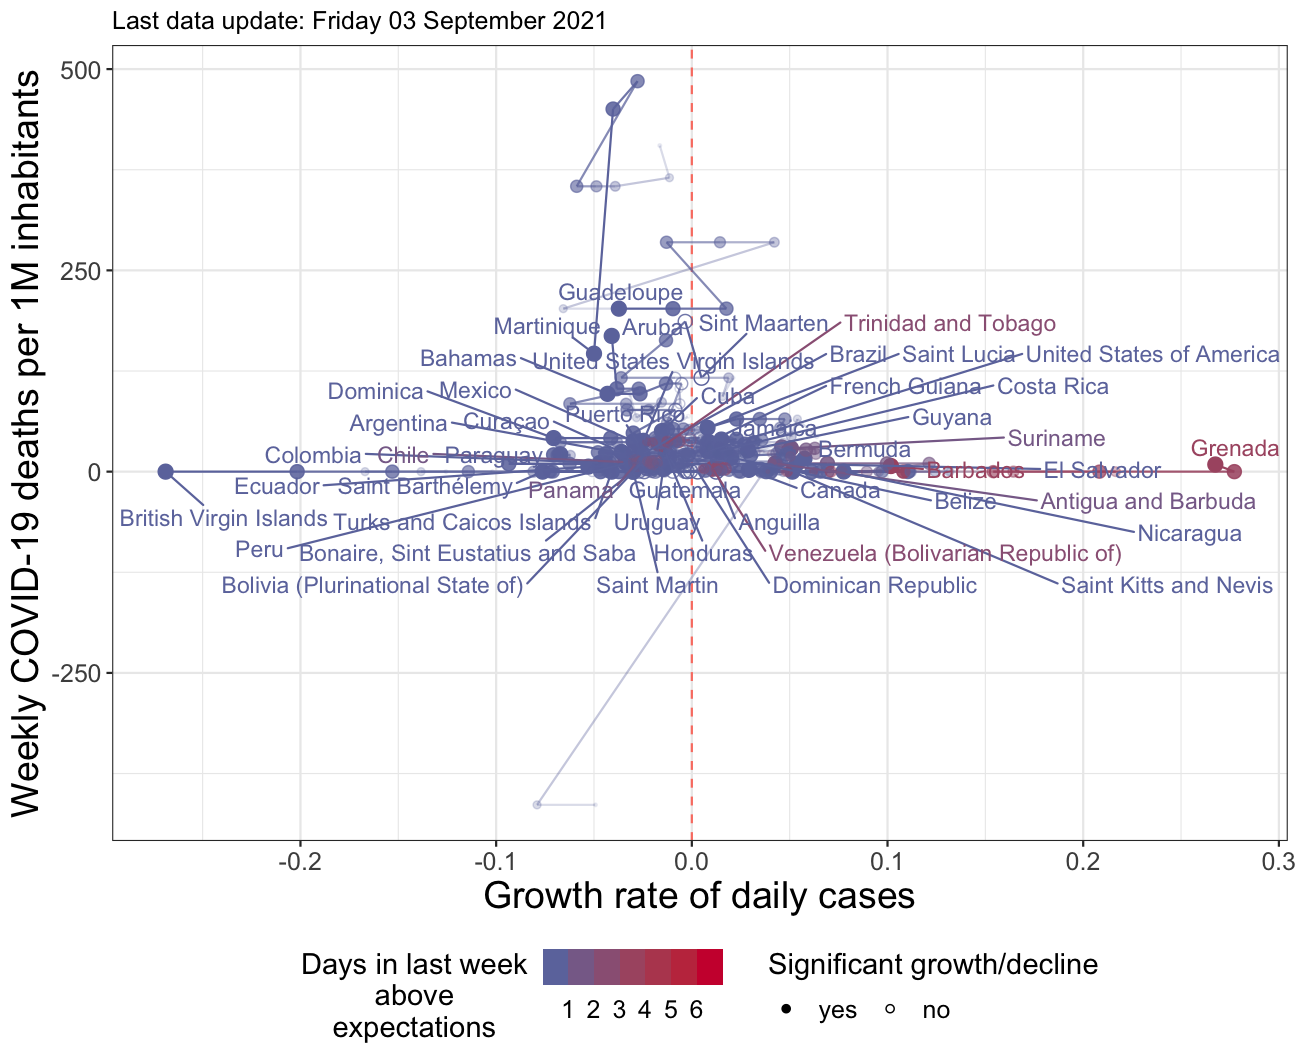 Last data update: Friday 03 September 2021
Weekly COVID-19 deaths per 1M inhabitants
500
250
0
-250
Guadeloupe
Martinique
Aruba
Sint Maarten
Trinidad and Tobago
Bahamas
United States Virgin Islands
Brazil
Saint Lucia
United States of America
Dominica
Mexico
Cuba
French Guiana
Costa Rica
Argentina
Curaçao
Puerto Rico
Jamaica
Guyana
Colombia
Chile
Paraguay
Bermuda
Suriname
Grenada
Ecuador
Saint Barthélemy
Panama
Guatemala
Canada
Barbados
El Salvador
British Virgin Islands
Turks and Caicos Islands
Uruguay
Anguilla
Belize
Antigua and Barbuda
Peru
Bonaire, Sint Eustatius and Saba
Honduras
Venezuela (Bolivarian Republic of)
Nicaragua
Bolivia (Plurinational State of)
Saint Martin
Dominican Republic
Saint Kitts and Nevis
-0.2
-0.1
0.0
0.1
0.2
0.3
Growth rate of daily cases
Days in last week
above
expectations
1 2 3 4 5 6
Significant growth/decline
yes
no